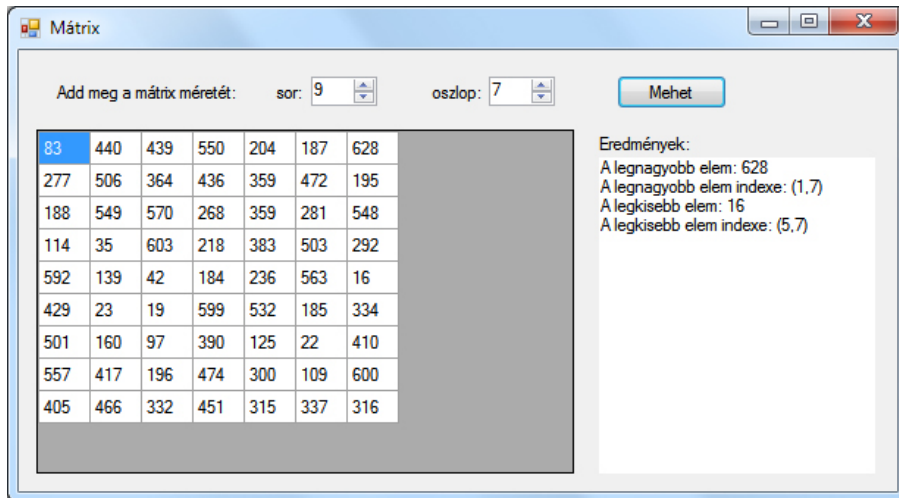 Mátrix
Add meg a mátrix méretét: sor: 9 oszlop: 7 Mehet
83 440 439 550 204 187 628
277 506 364 436 359 472 195
188 549 570 268 359 281 548
114 35 603 218 383 503 292
592 139 42 184 236 563 16
429 23 19 599 532 185 334
501 160 97 390 125 22 410
557 417 196 474 300 109 600
405 466 332 451 315 337 316
Eredmények:
A legnagyobb elem: 628
A legnagyobb elem indexe: (1,7)
A legkisebb elem: 16
A legkisebb elem indexe: (5,7)